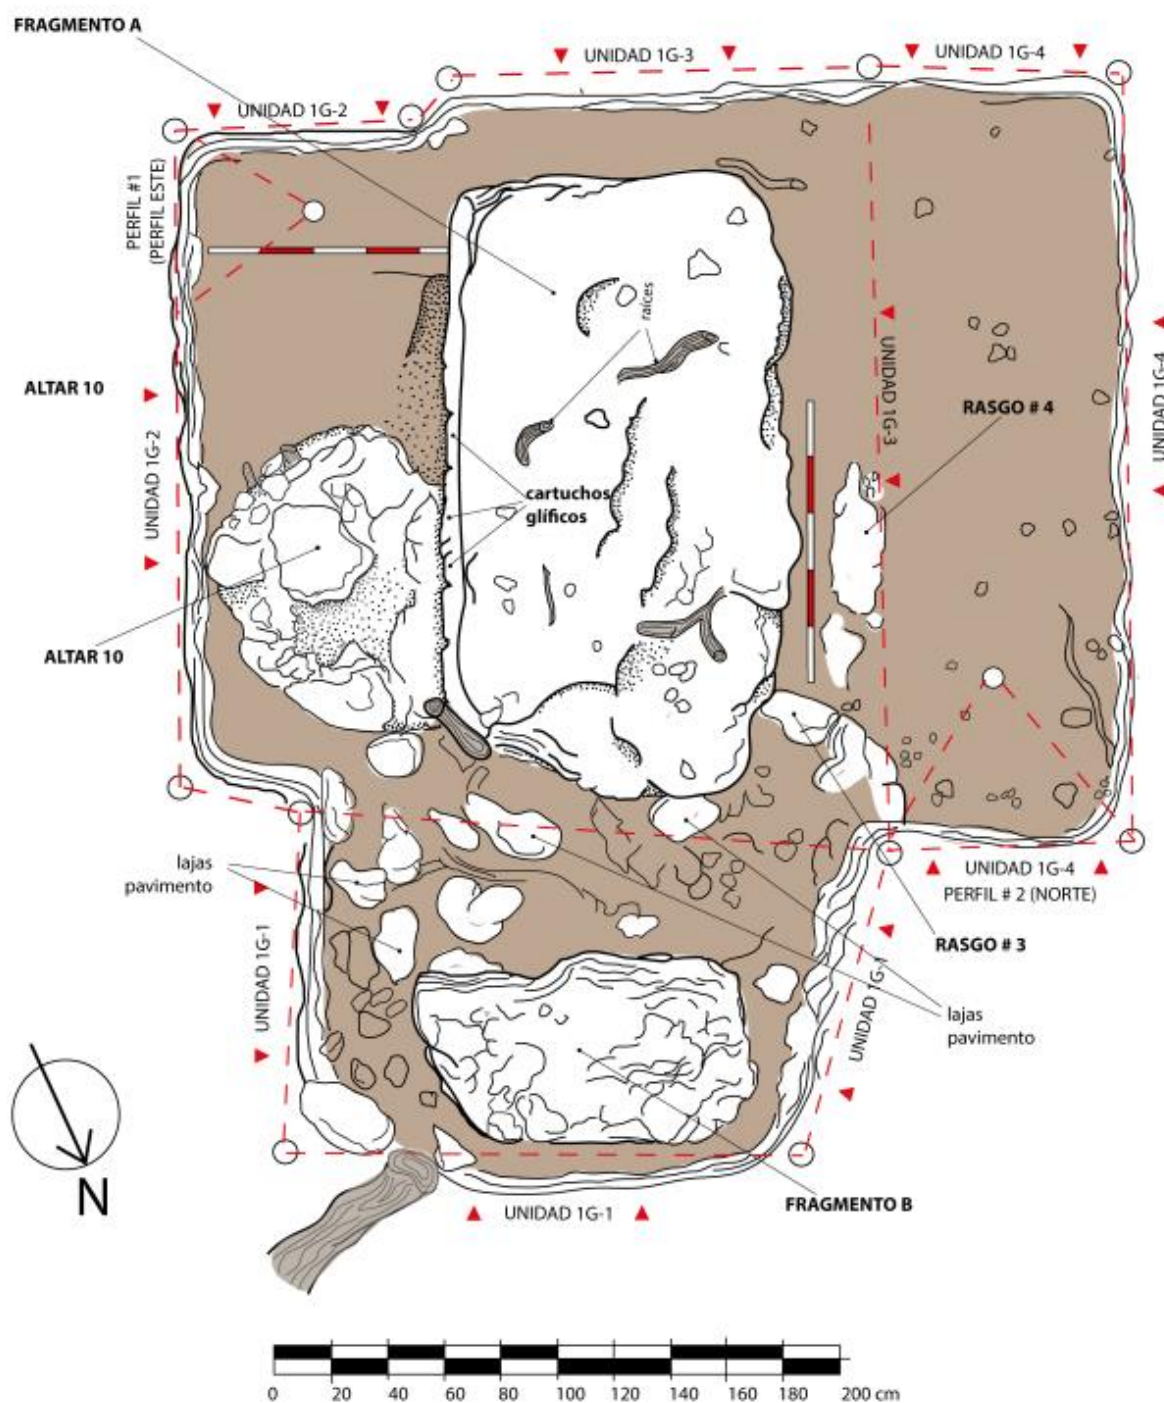 FRAGMENTO A
UNIDAD 1G-3
UNIDAD 1G-4
UNIDAD 1G-2
PERFIL #1
(PERFIL ESTE)
raíces
UNIDAD 1G-3
UNIDAD 1G-4
ALTAR 10
RASGO # 4
UNIDAD 1G-2
cartuchos
glíficos
ALTAR 10
lajas
pavimento
UNIDAD 1G-4
PERFIL # 2 (NORTE)
RASGO # 3
UNIDAD 1G-1
UNIDAD 1G-1
lajas
pavimento
N
FRAGMENTO B
UNIDAD 1G-1
0 20 40 60 80 100 120 140 160 180 200 cm